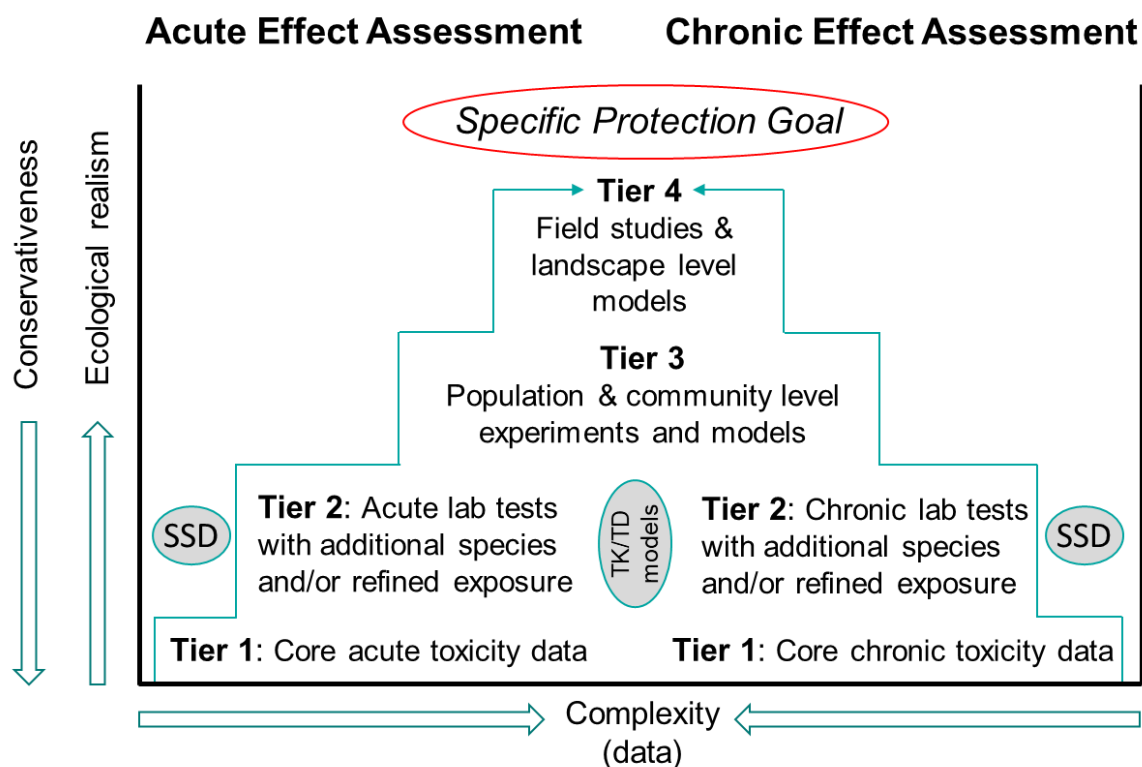 Acute Effect Assessment
Chronic Effect Assessment
Conservativeness
Ecological realism
Specific Protection Goal
Tier 4
Field studies &
landscape level
models
Tier 3
Population & community level
experiments and models
SSD
Tier 2: Acute lab tests
with additional species
and/or refined exposure
TK/TD
models
Tier 2: Chronic lab tests
with additional species
and/or refined exposure
SSD
Tier 1: Core acute toxicity data
Tier 1: Core chronic toxicity data
Complexity
(data)